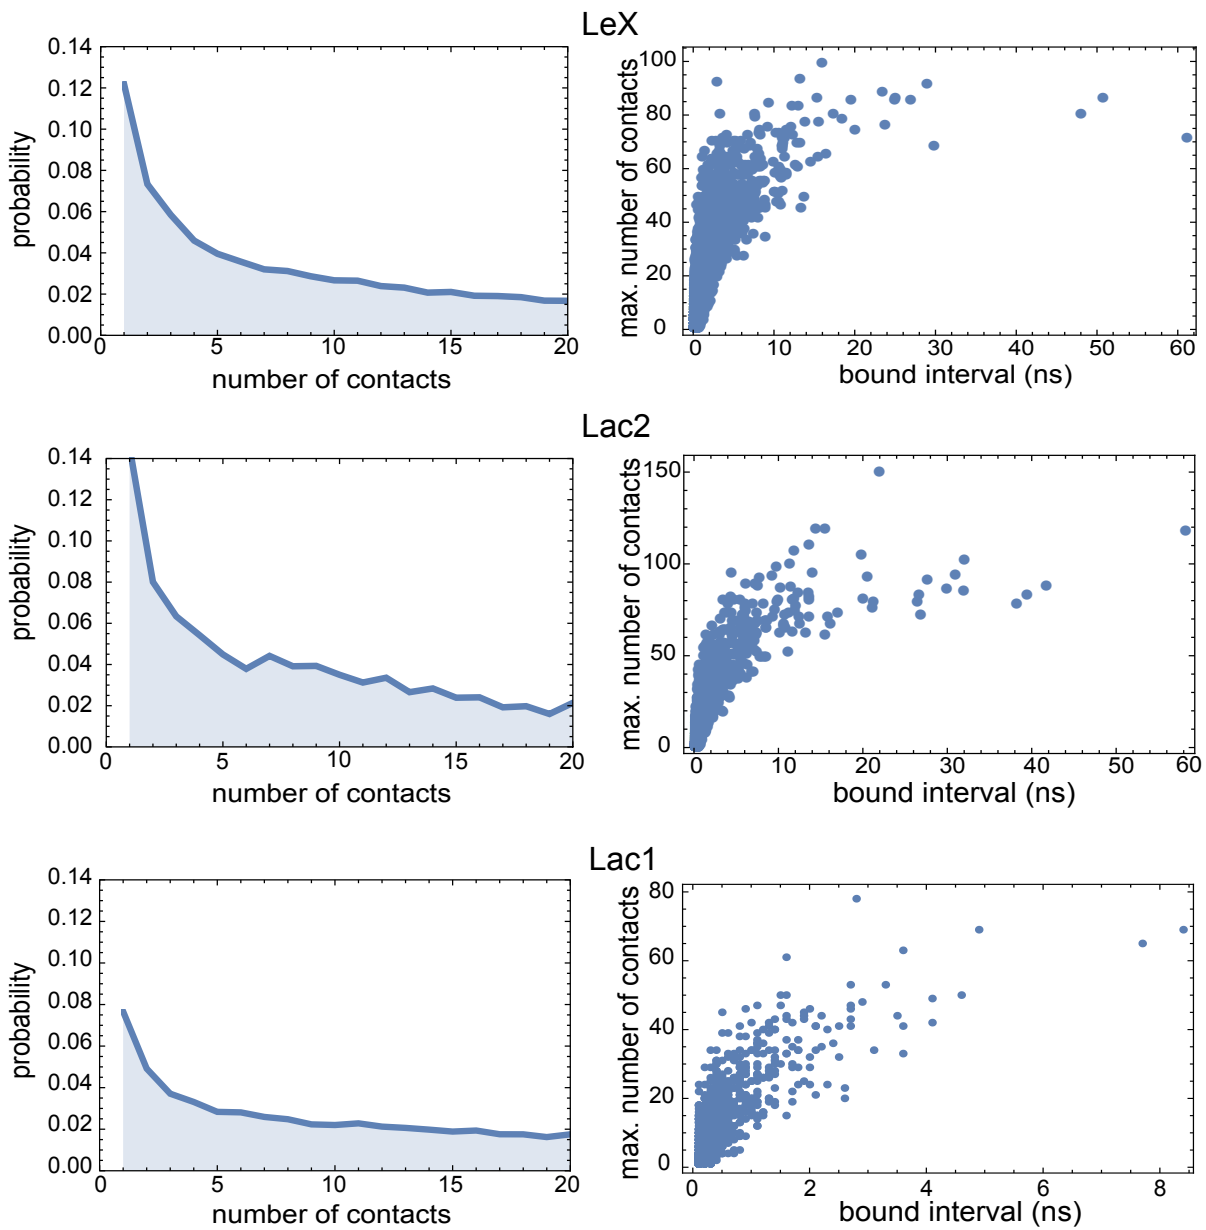 LeX
probability
0.14
0.12
0.10
0.08
0.06
0.04
0.02
0.00
0 5 10 15 20
number of contacts
max. number of contacts
100
80
60
40
20
0
0 10 20 30 40 50 60
bound interval (ns)
Lac2
probability
0.14
0.12
0.10
0.08
0.06
0.04
0.02
0.00
0 5 10 15 20
number of contacts
max. number of contacts
150
100
50
0
0 10 20 30 40 50 60
bound interval (ns)
Lac1
probability
0.14
0.12
0.10
0.08
0.06
0.04
0.02
0.00
0 5 10 15 20
number of contacts
max. number of contacts
80
60
40
20
0
0 2 4 6 8
bound interval (ns)